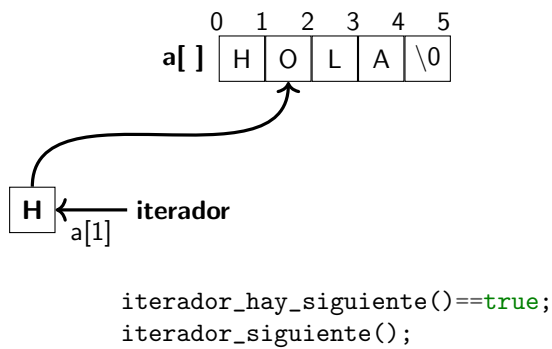 0 1 2 3 4 5
a[ ] H O L A \0
H iterador
a[1]
iterador_hay_siguiente()==true;
iterador_siguiente();